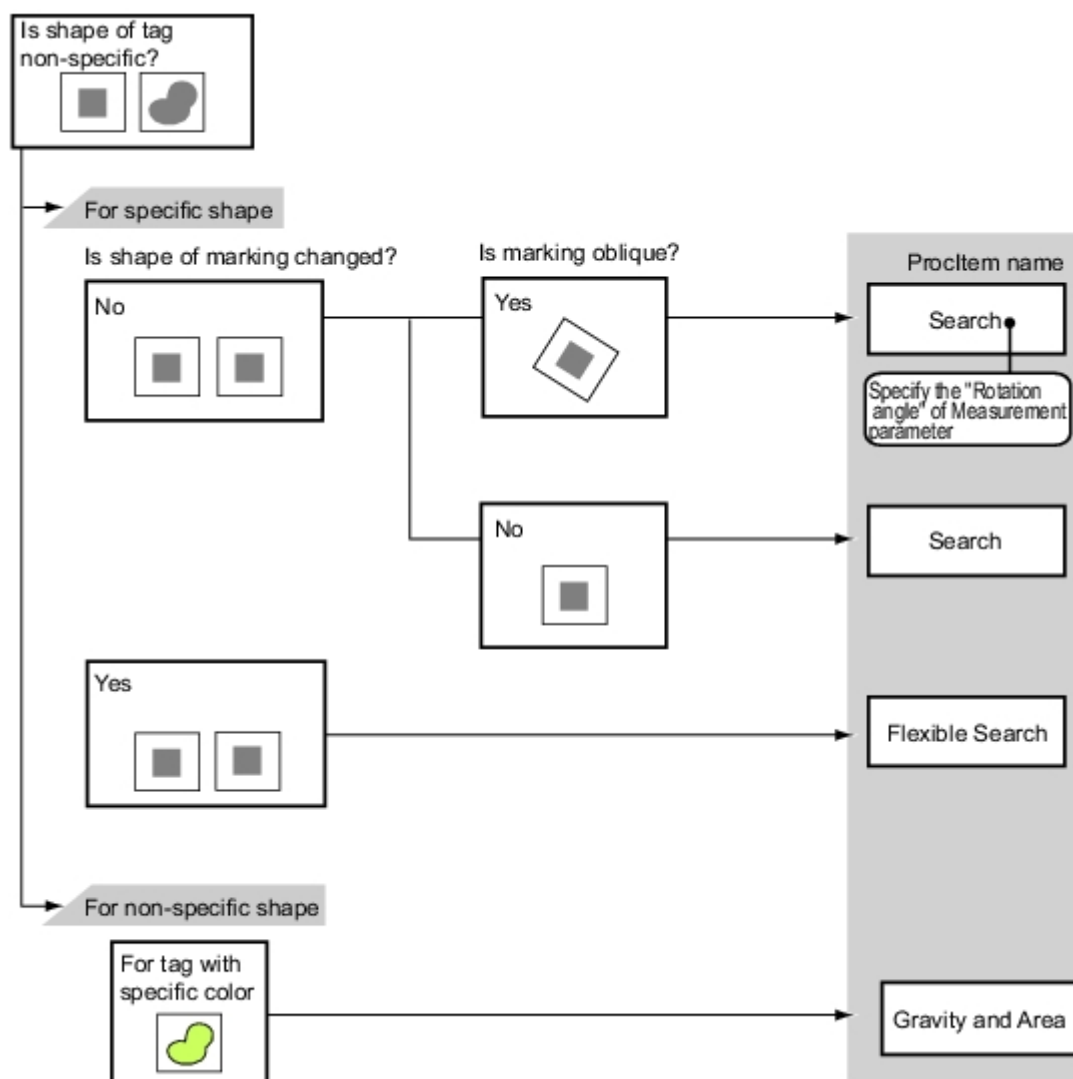 Is shape of tag
non-specific?
For specific shape
Is shape of marking changed?
Is marking oblique?
ProcItem name
No
Yes
Search
Specify the "Rotation
angle" of Measurement
parameter
No
Search
Yes
Flexible Search
For non-specific shape
For tag with
specific color
Gravity and Area